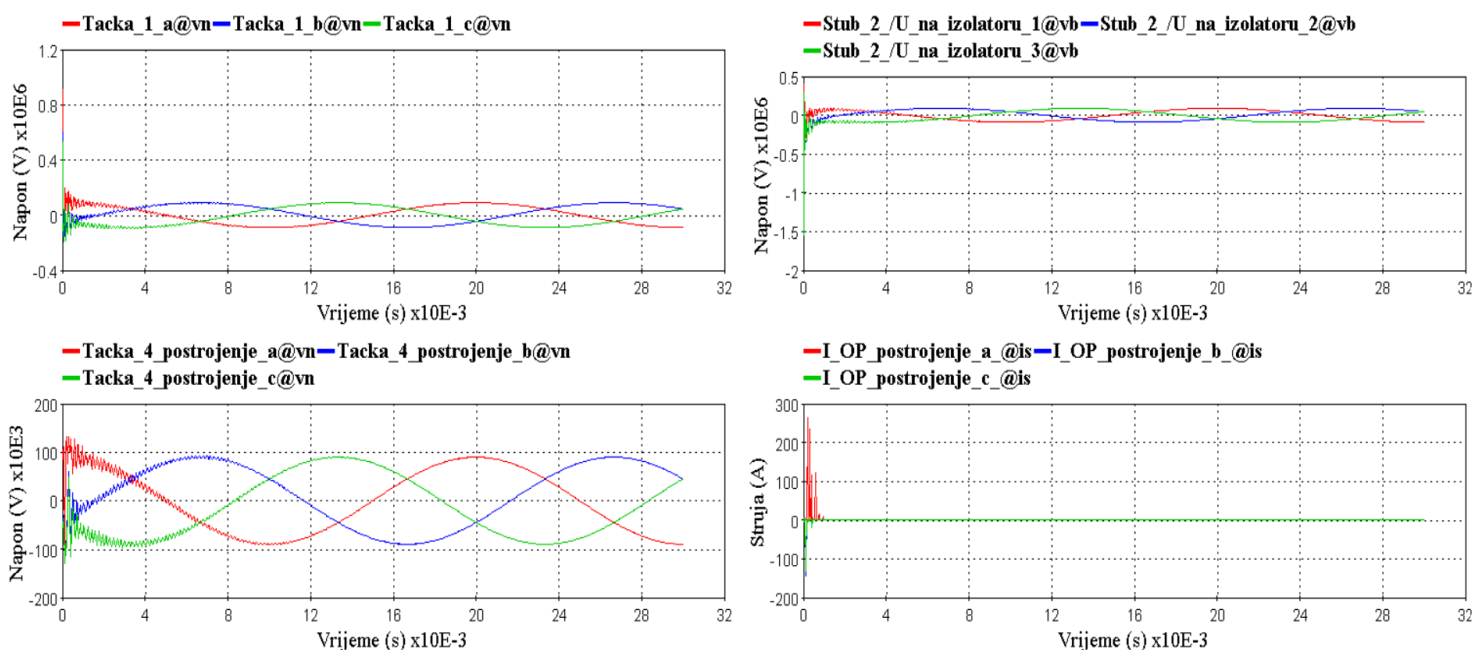 Tacka_1_a@vn Tacka_1_b@vn Tacka_1_c@vn
1.2
0.8
0.4
0
-0.4
Napon (V) x10E6
0 4 8 12 16 20 24 28 32
Vrijeme (s) x10E-3
Stub_2_/U_na_izolatoru_1@vb Stub_2_/U_na_izolatoru_2@vb
Stub_2_/U_na_izolatoru_3@vb
0.5
0
-0.5
-1
-1.5
-2
Napon (V) x10E6
0 4 8 12 16 20 24 28 32
Vrijeme (s) x10E-3
Tacka_4_postrojenje_a@vn Tacka_4_postrojenje_b@vn
Tacka_4_postrojenje_c@vn
200
100
0
-100
-200
Napon (V) x10E3
0 4 8 12 16 20 24 28 32
Vrijeme (s) x10E-3
I_OP_postrojenje_a_@is I_OP_postrojenje_b_@is
I_OP_postrojenje_c_@is
300
200
100
0
-100
-200
Struja (A)
0 4 8 12 16 20 24 28 32
Vrijeme (s) x10E-3